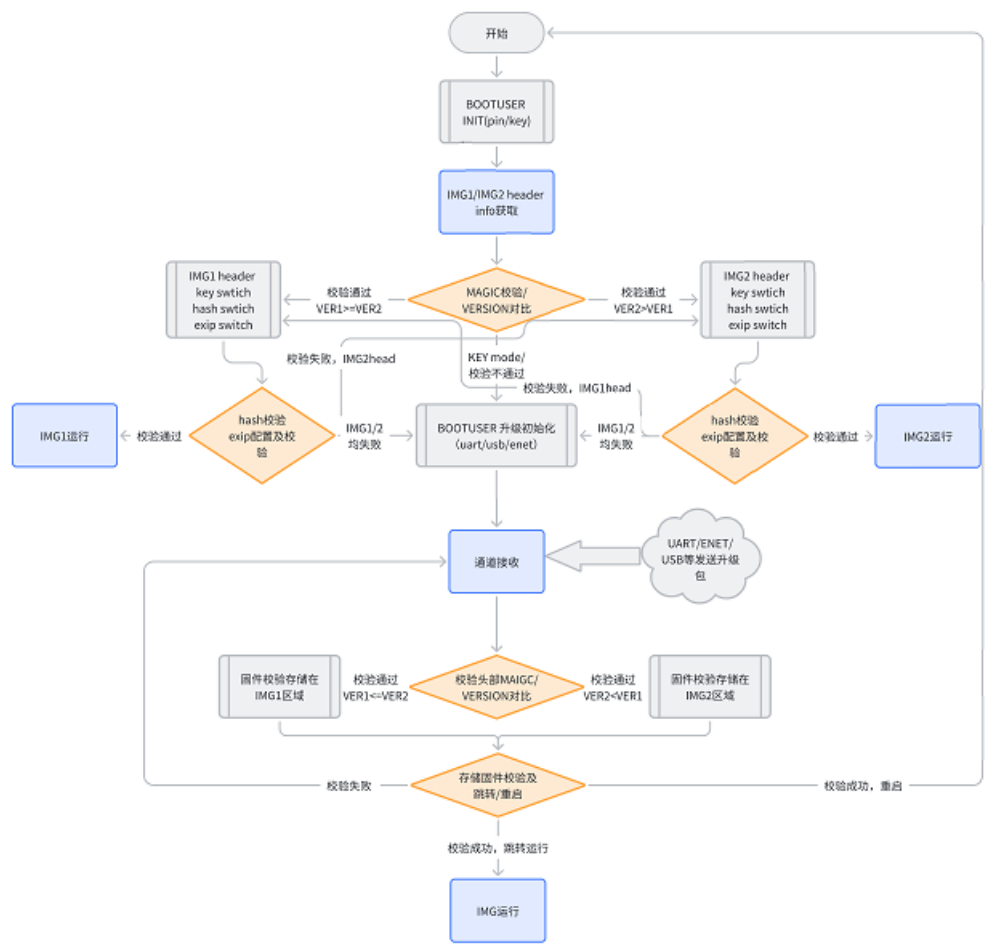 开始
BOOTUSER
INIT(pin/key)
IMG1/IMG2 header
info获取
IMG1 header
key swtich
hash swtich
exip switch
校验通过
VER1>=VER2
MAGIC校验/
VERSION对比
校验通过
VER2>VER1
IMG2 header
key swtich
hash swtich
exip switch
校验失败，IMG2head
KEY mode/
校验不通过
校验失败，IMG1head
IMG1运行
校验通过
hash校验
exip配置及校
验
IMG1/2
均失败
BOOTUSER 升级初始化
（uart/usb/enet）
IMG1/2
均失败
hash校验
exip配置及校
验
校验通过
IMG2运行
通道接收
UART/ENET/
USB等发送升级
包
固件校验存储在
IMG1区域
校验通过
VER1<=VER2
校验头部MAIGC/
VERSION对比
校验通过
VER2<VER1
固件校验存储在
IMG2区域
校验失败
存储固件校验及
跳转/重启
校验成功，重启
校验成功，跳转运行
IMG运行